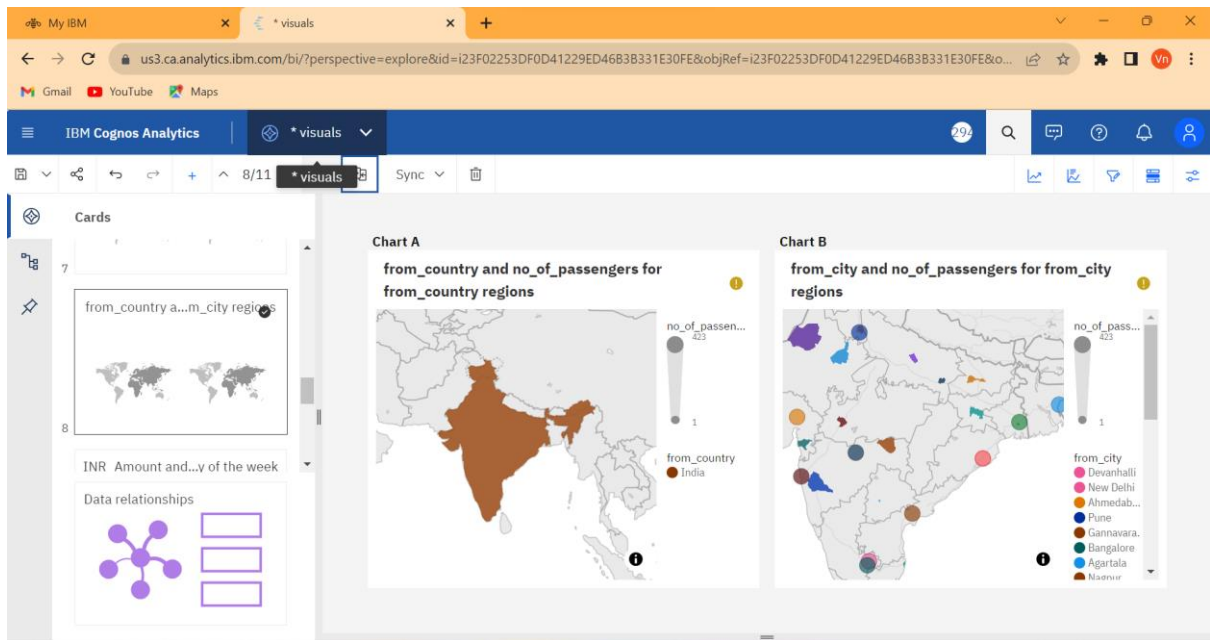 My IBM
* visuals
us3.ca.analytics.ibm.com/bi/?perspective=explore&id=i23F02253DF0D41229ED46B3B331E30FE&objRef=i23F02253DF0D41229ED46B3B331E30FE&o...
Vn
Gmail YouTube Maps
IBM Cognos Analytics
* visuals
294
8/11
* visuals
Sync
Cards
7
from_country a...m_city regions
8
INR Amount and...y of the week
Data relationships
Chart A
from_country and no_of_passengers for
from_country regions
no_of_passen...
423
1
from_country
India
Chart B
from_city and no_of_passengers for from_city
regions
no_of_pass...
423
1
from_city
Devanhalli
New Delhi
Ahmedab...
Pune
Gannavara.
Bangalore
Agartala
Nagpur